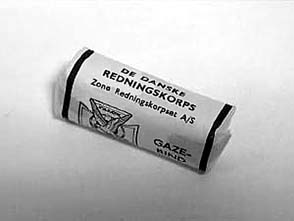 DE DANSKE
REDNINGSKORPS
Zone Redningskorpset A/S
GAZE-
BIND